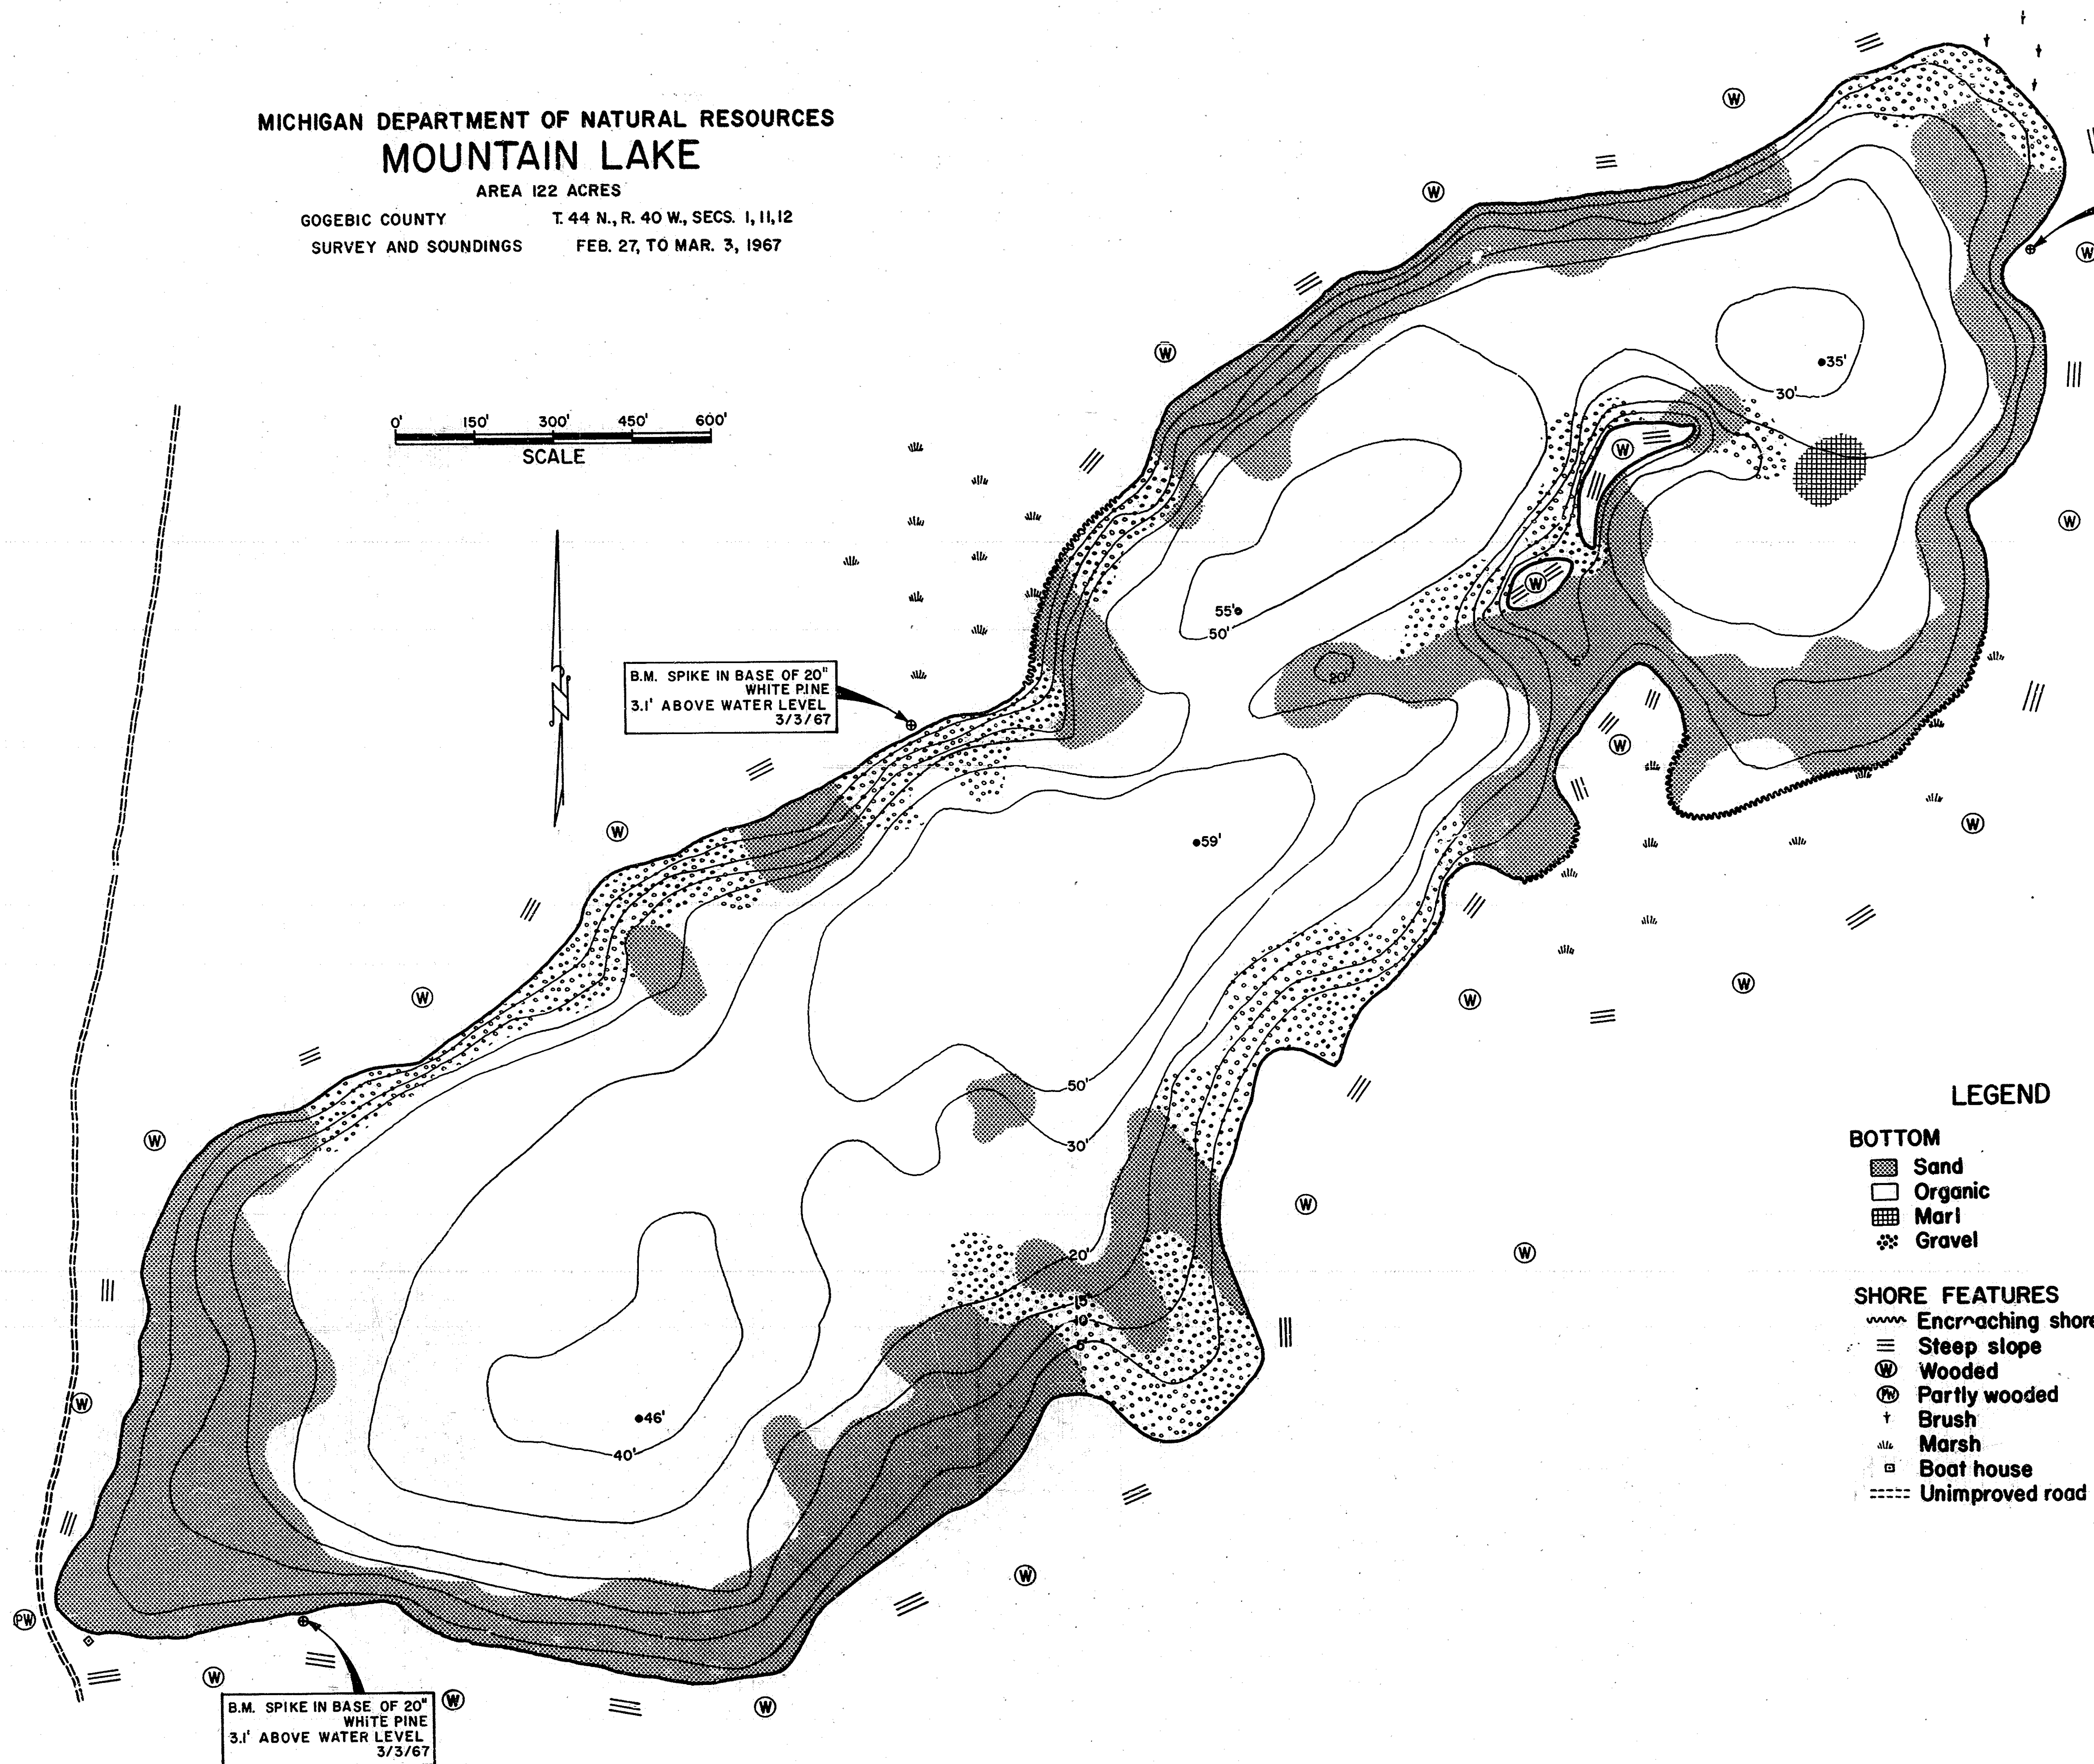 MICHIGAN DEPARTMENT OF NATURAL RESOURCES
MOUNTAIN LAKE
AREA 122 ACRES
GOGEBIC COUNTY T. 44 N., R. 40 W., SECS. 1, 11, 12
SURVEY AND SOUNDINGS FEB. 27, TO MAR. 3, 1967
0' 150' 300' 450' 600'
SCALE
N
W
W
W
W
W
35'
30'
W
W
W
55'
50'
5
20'
B.M. SPIKE IN BASE OF 20"
WHITE PINE
3.1' ABOVE WATER LEVEL
3/3/67
W
W
W
59'
W
W
W
W
50'
30'
W
W
W
20'
15'
10'
5'
W
46'
40'
W
PW
W
W
W
B.M. SPIKE IN BASE OF 20"
WHITE PINE
3.1' ABOVE WATER LEVEL
3/3/67
LEGEND
BOTTOM
Sand
Organic
Marl
Gravel
SHORE FEATURES
Encroaching shore
Steep slope
W Wooded
PW Partly wooded
Brush
Marsh
Boat house
Unimproved road